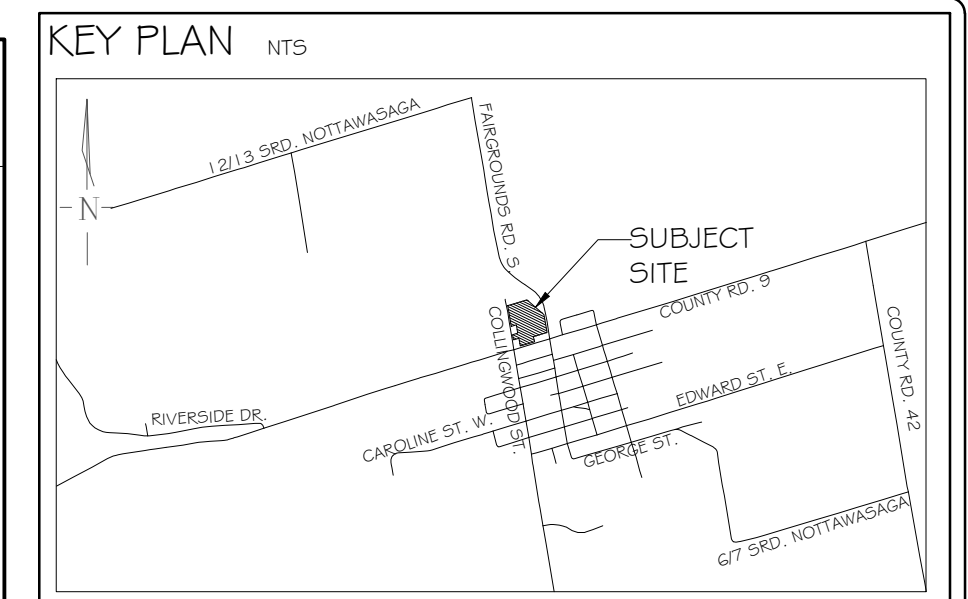 KEY PLAN NTS
12/13 SRD. NOTTAWASAGA
FAIRGROUNDS RD. S.
N
SUBJECT
SITE
COUNTY RD. 9
COLLINGWOOD ST.
COUNTY RD. 42
EDWARD ST. E.
RIVERSIDE DR.
CAROLINE ST. W.
GEORGE ST.
6/7 SRD. NOTTAWASAGA